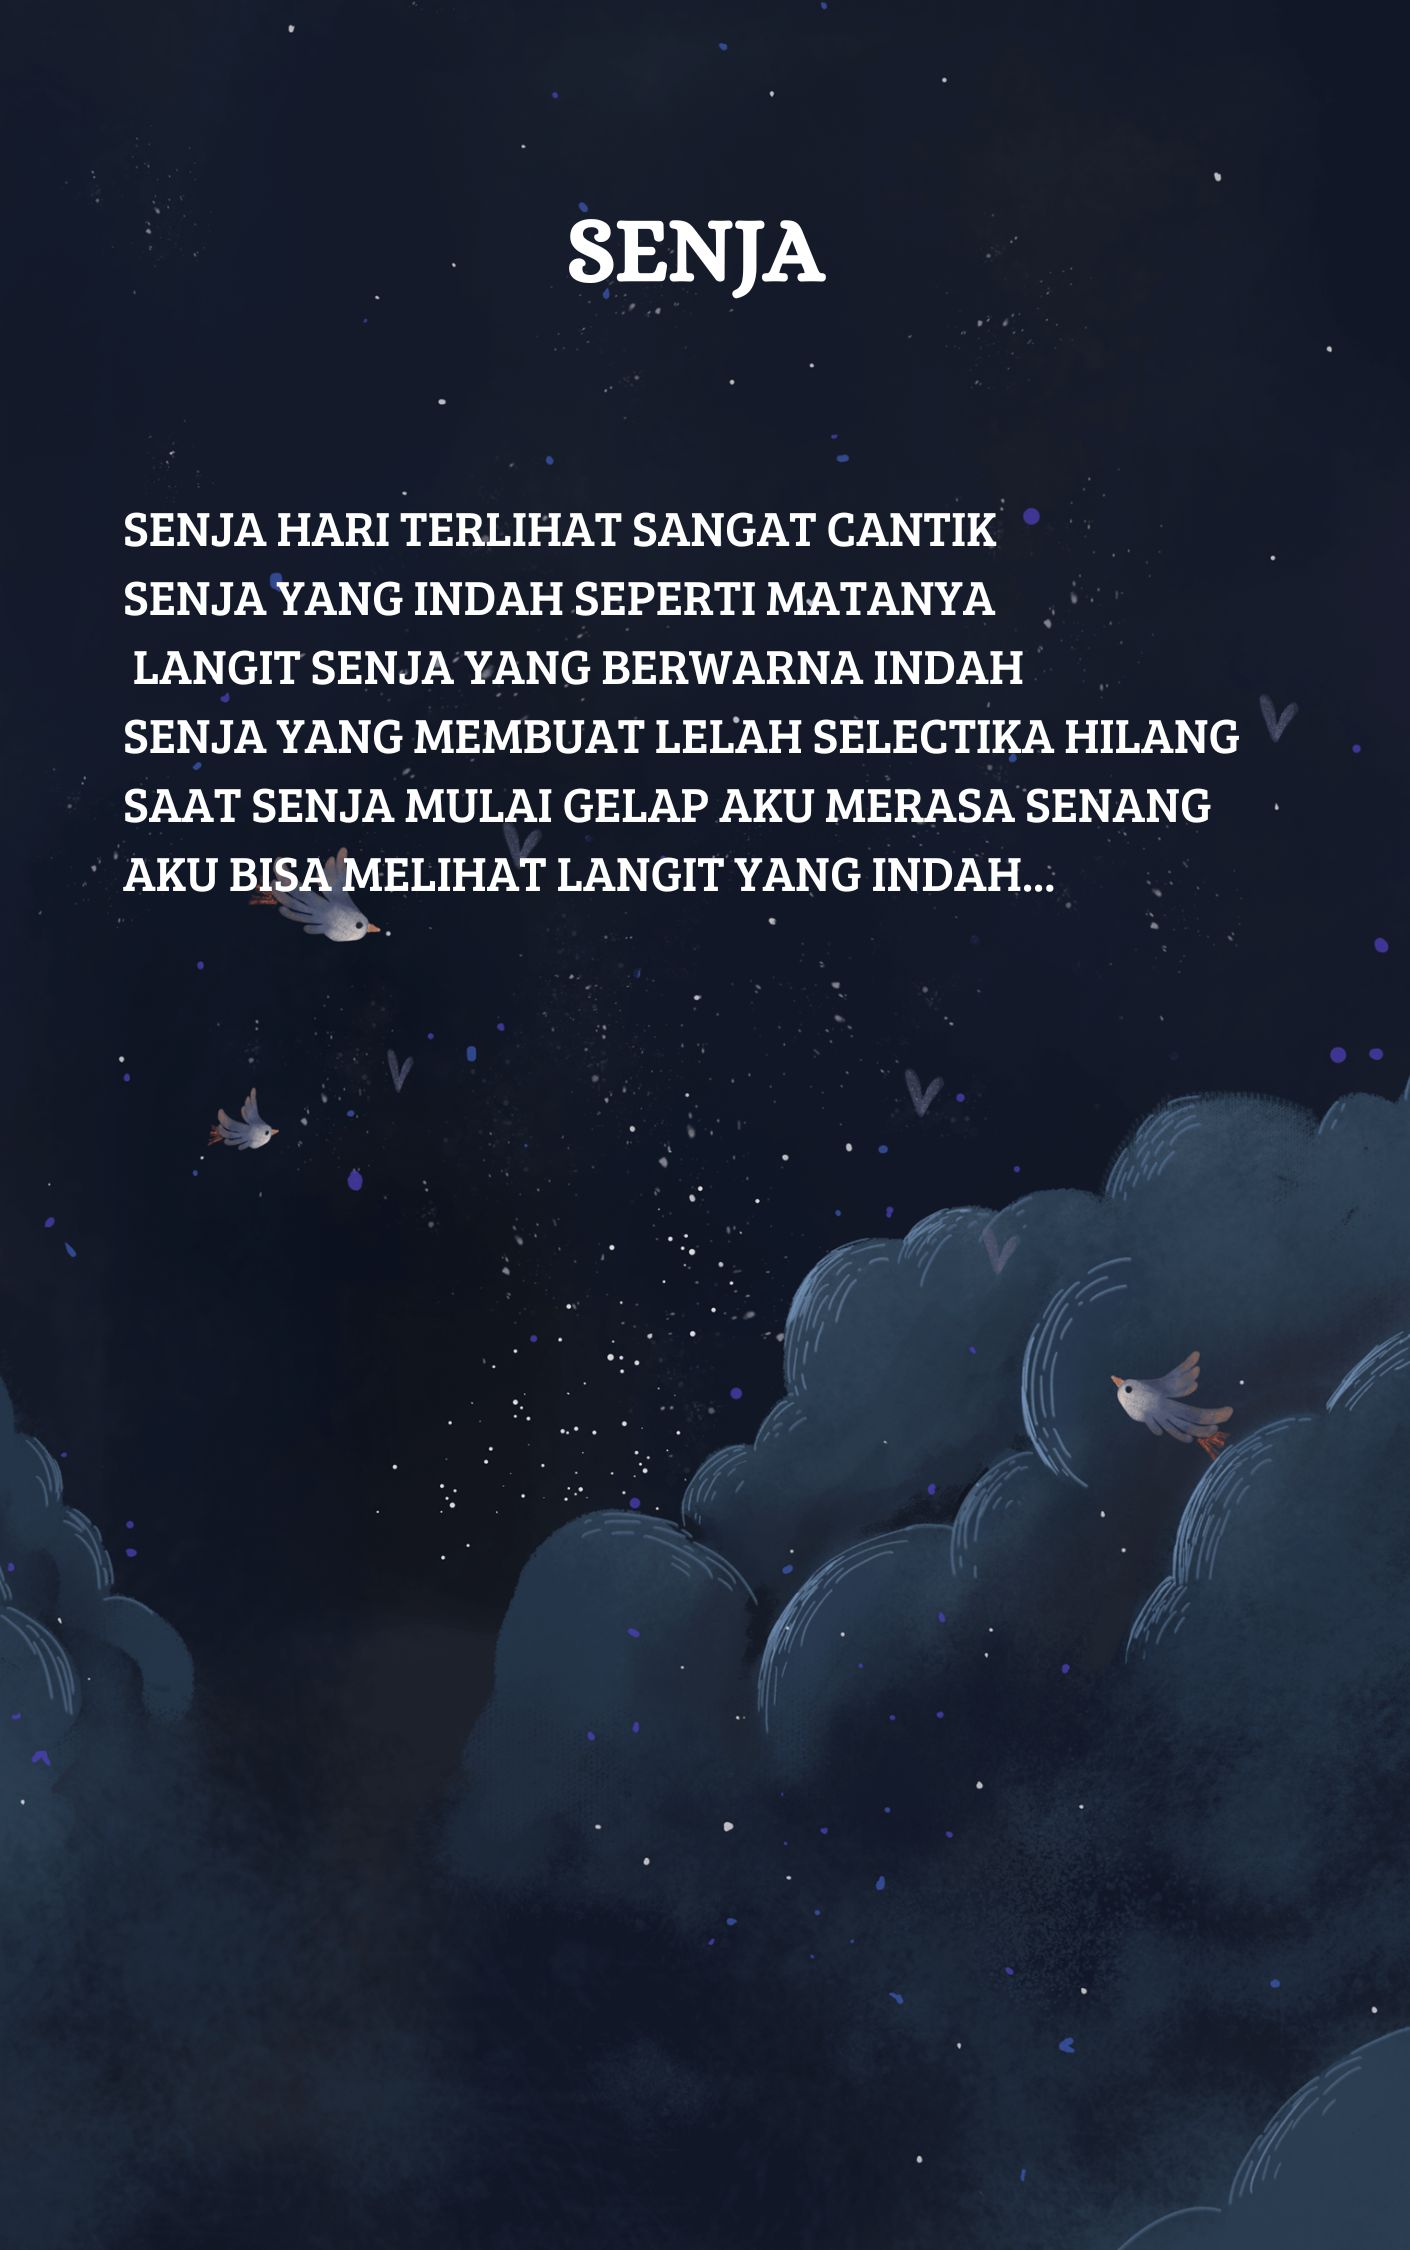 SENJA
SENJA HARI TERLIHAT SANGAT CANTIK
SENJA YANG INDAH SEPERTI MATANYA
LANGIT SENJA YANG BERWARNA INDAH
SENJA YANG MEMBUAT LELAH SELECTIKA HILANG
SAAT SENJA MULAI GELAP AKU MERASA SENANG
AKU BISA MELIHAT LANGIT YANG INDAH...